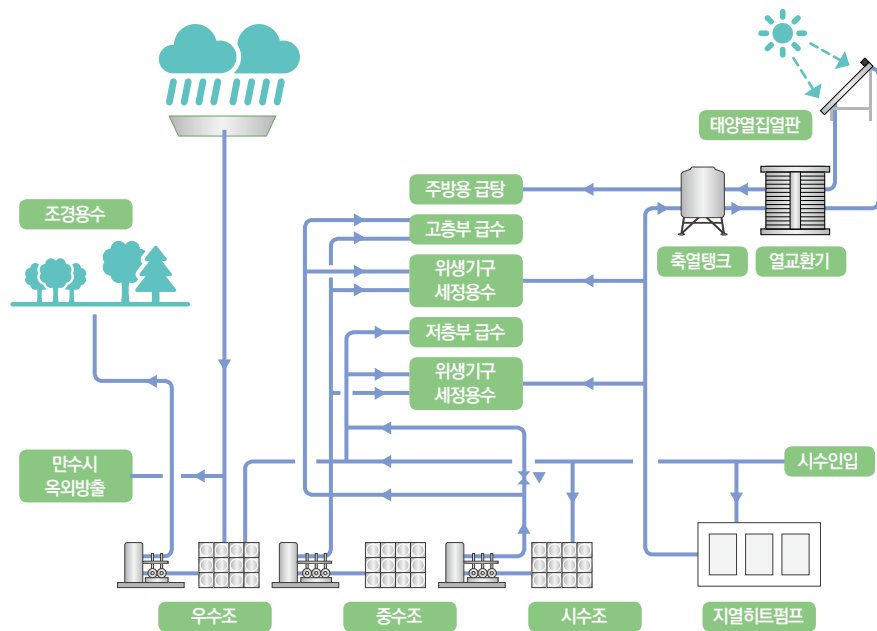 태양열집열판
주방용 급탕
조경용수
고층부 급수
축열탱크
열교환기
위생기구
세정용수
저층부 급수
위생기구
세정용수
만수시
옥외방출
시수인입
우수조
중수조
시수조
지열히트펌프